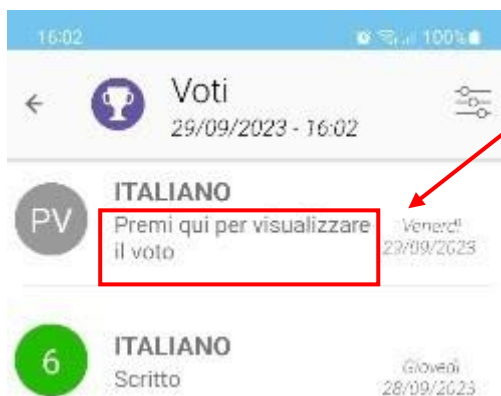 16:02 100%
Voti
29/09/2023 - 16:02
ITALIANO
PV Premi qui per visualizzare Venerdì
il voto 29/09/2023
ITALIANO
6 Scritto Giovedì
28/09/2023